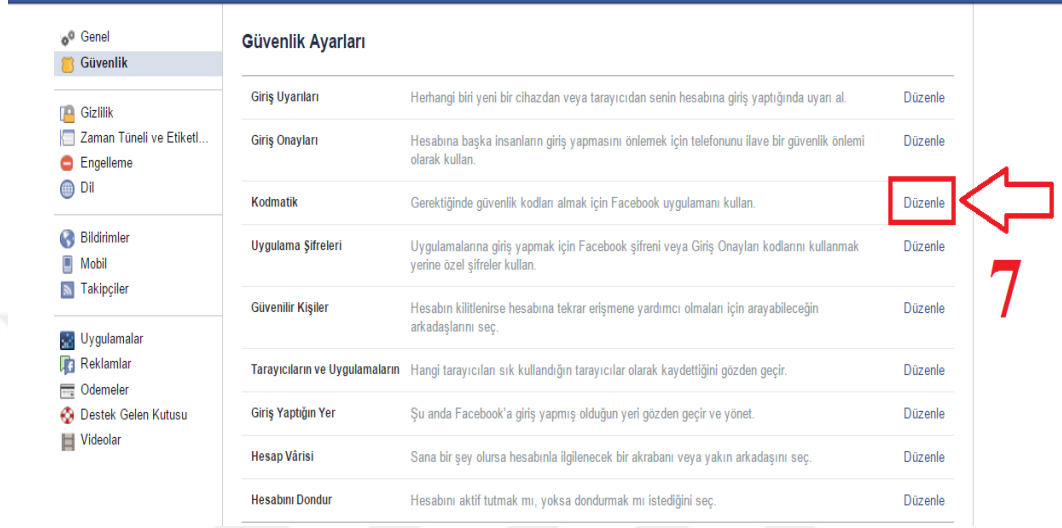 Genel
Güvenlik
Gizlilik
Zaman Tüneli ve Etiketl...
Engelleme
Dil
Bildirimler
Mobil
Takipçiler
Uygulamalar
Reklamlar
Ödemeler
Destek Gelen Kutusu
Videolar
Güvenlik Ayarları
Giriş Uyarıları Herhangi biri yeni bir cihazdan veya tarayıcıdan senin hesabına giriş yaptığında uyarı al. Düzenle
Giriş Onayları Hesabına başka insanların giriş yapmasını önlemek için telefonunu ilave bir güvenlik önlemi Düzenle
olarak kullan.
Kodmatik Gerektiğinde güvenlik kodları almak için Facebook uygulamanı kullan. Düzenle
Uygulama Şifreleri Uygulamalarına giriş yapmak için Facebook şifreni veya Giriş Onayları kodlarını kullanmak Düzenle
yerine özel şifreler kullan.
7
Güvenilir Kişiler Hesabın kilitlenirse hesabına tekrar erişmene yardımcı olmaları için arayabileceğin Düzenle
arkadaşlarını seç.
Tarayıcıların ve Uygulamaların Hangi tarayıcıları sık kullandığın tarayıcılar olarak kaydettiğini gözden geçir. Düzenle
Giriş Yaptığın Yer Şu anda Facebook'a giriş yapmış olduğun yeri gözden geçir ve yönet. Düzenle
Hesap Vârisi Sana bir şey olursa hesabınla ilgilenecek bir akrabanı veya yakın arkadaşını seç. Düzenle
Hesabını Dondur Hesabını aktif tutmak mı, yoksa dondurmak mı istediğini seç. Düzenle